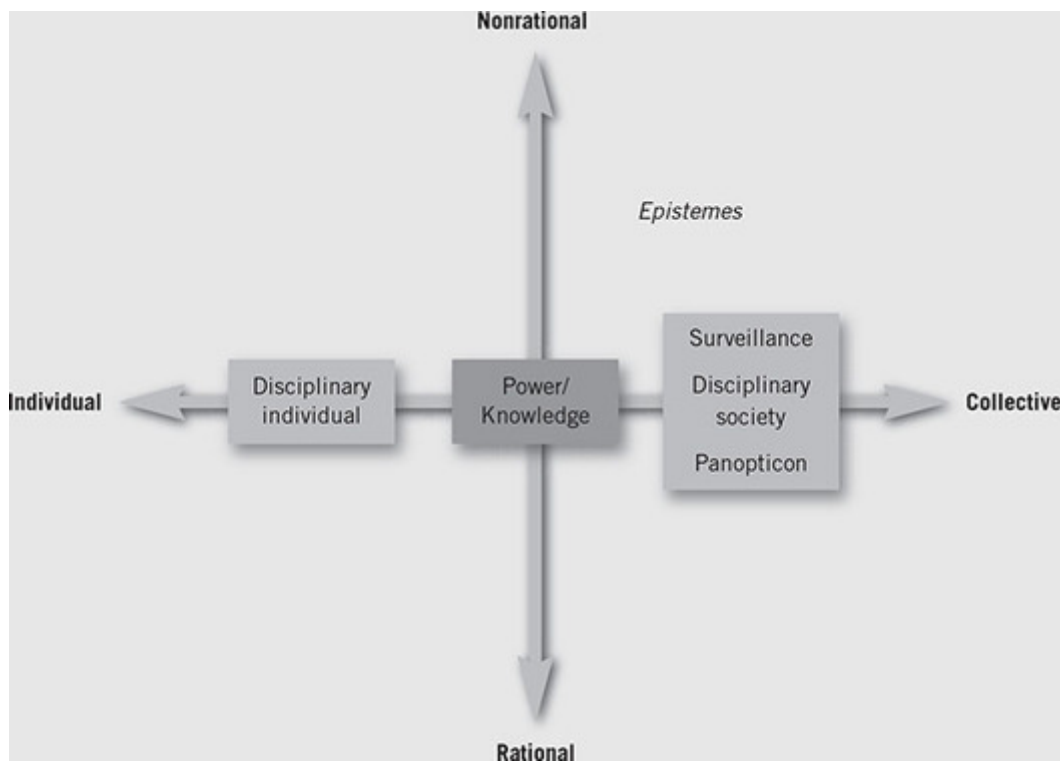 Nonrational
Epistemes
Surveillance
Disciplinary
individual
Power/
Knowledge
Disciplinary
society
Individual
Collective
Panopticon
Rational